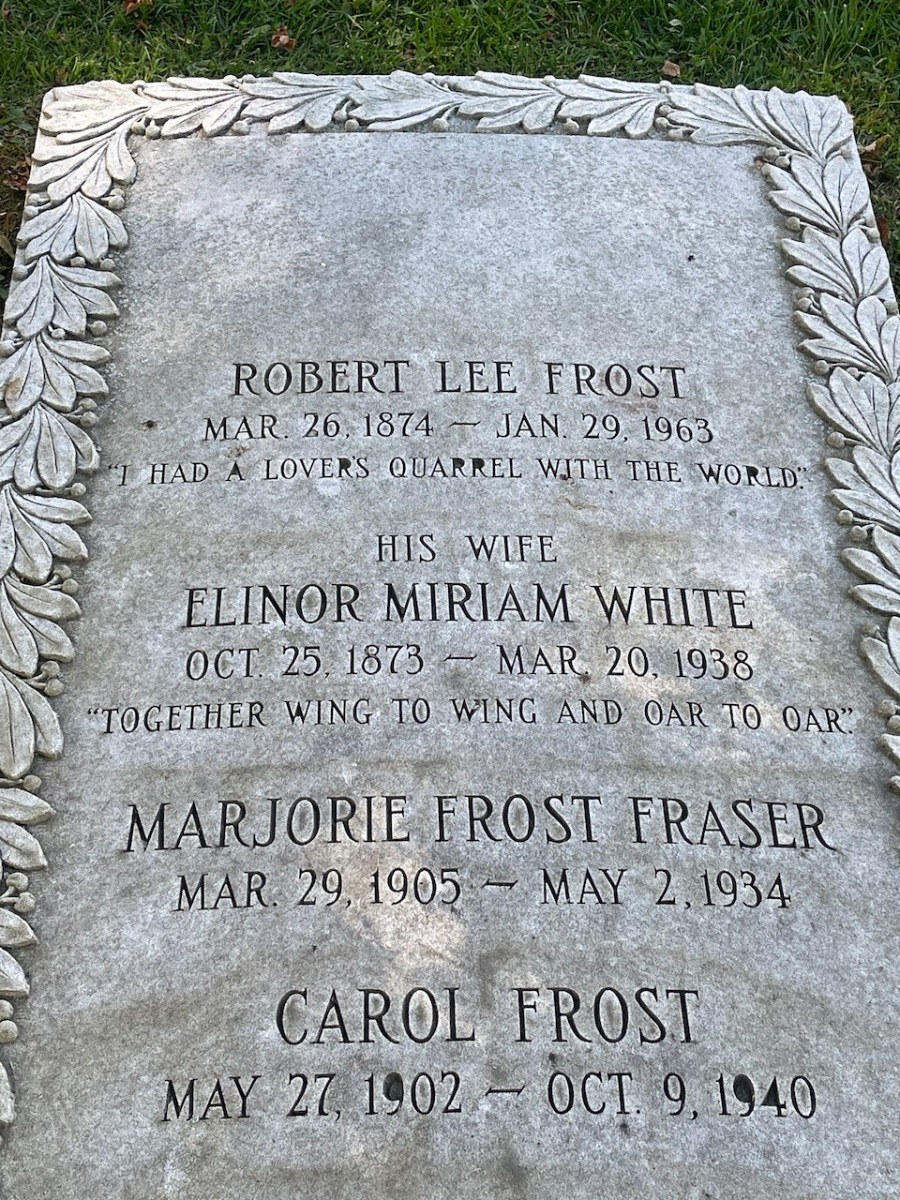 ROBERT LEE FROST
MAR. 26, 1874 – JAN. 29, 1963
“I HAD A LOVER'S QUARREL WITH THE WORLD.”
HIS WIFE
ELINOR MIRIAM WHITE
OCT. 25, 1873 – MAR. 20, 1938
“TOGETHER WING TO WING AND OAR TO OAR.”
MARJORIE FROST FRASER
MAR. 29, 1905 – MAY 2, 1934
CAROL FROST
MAY 27, 1902 – OCT. 9, 1940